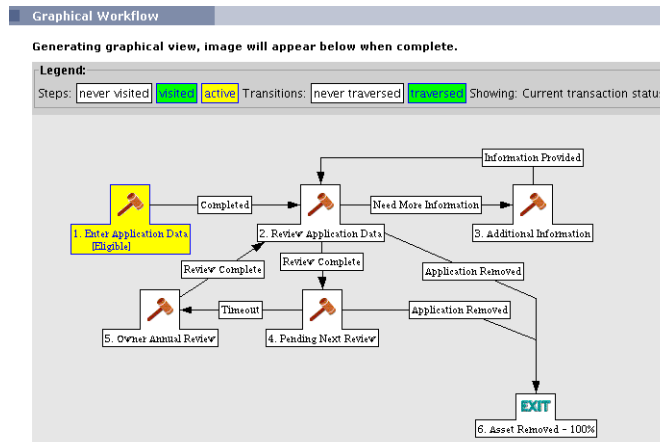 Graphical Workflow
Generating graphical view, image will appear below when complete.
Legend:
Steps: never visited visited active Transitions: never traversed traversed Showing: Current transaction status
Information Provided
Completed
Need More Information
1. Enter Application Data
[Eligible]
2. Review Application Data
3. Additional Information
Review Complete
Review Complete
Application Removed
Timeout
Application Removed
5. Owner Annual Review
4. Pending Next Review
EXIT
6. Asset Removed - 100%